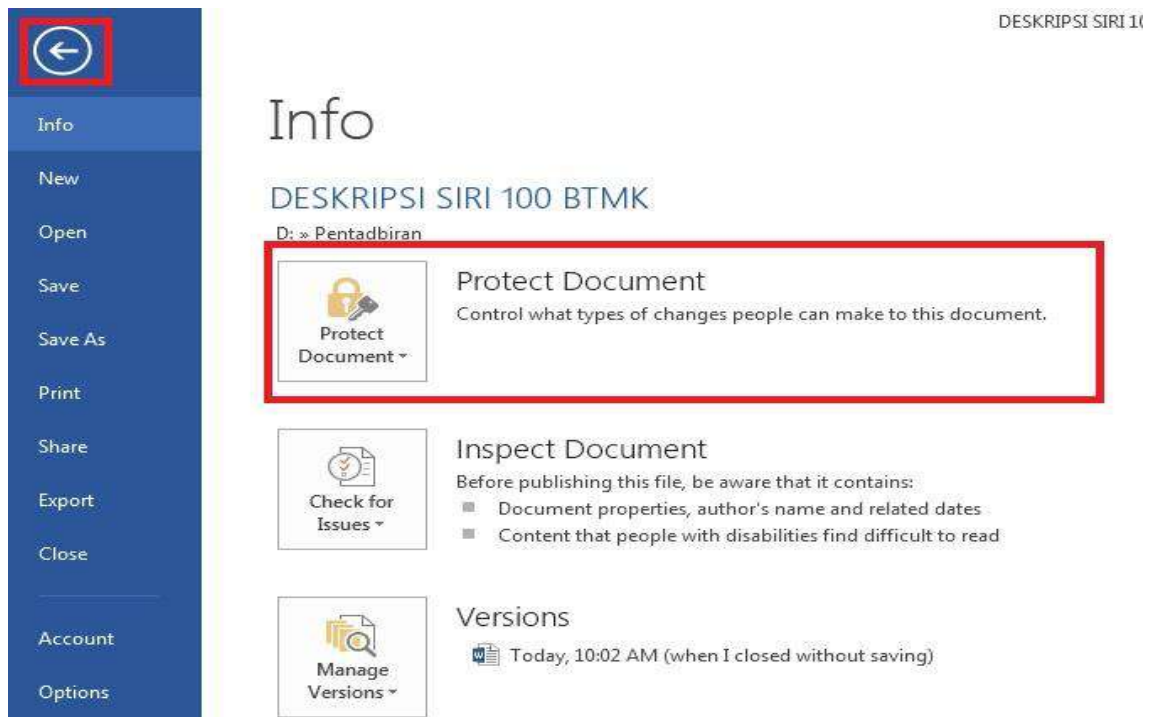 DESKRIPSI SIRI 10
Info
New
Open
Save
Save As
Print
Share
Export
Close
Account
Options
Info
DESKRIPSI SIRI 100 BTMK
D: » Pentadbiran
Protect
Document
Protect Document
Control what types of changes people can make to this document.
Check for
Issues
Inspect Document
Before publishing this file, be aware that it contains:
Document properties, author's name and related dates
Content that people with disabilities find difficult to read
Manage
Versions
Versions
Today, 10:02 AM (when I closed without saving)